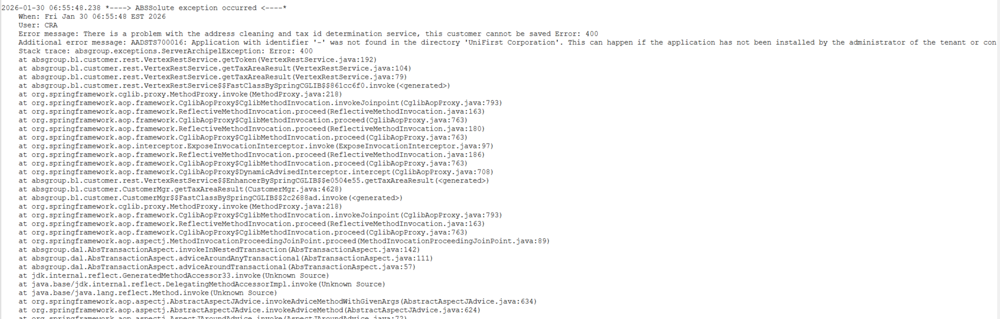 2026-01-30 06:55:48.238 *----> ABSSolute exception occurred <----*
When: Fri Jan 30 06:55:48 EST 2026
User: CRA
Error message: There is a problem with the address cleaning and tax id determination service, this customer cannot be saved Error: 400
Additional error message: AADSTS700016: Application with identifier '-' was not found in the directory 'UniFirst Corporation'. This can happen if the application has not been installed by the administrator of the tenant or con
Stack trace: absgroup.exceptions.ServerArchipelException: Error: 400
at absgroup.bl.customer.rest.VertexRestService.getToken(VertexRestService.java:192)
at absgroup.bl.customer.rest.VertexRestService.getTaxAreaResult(VertexRestService.java:104)
at absgroup.bl.customer.rest.VertexRestService.getTaxAreaResult(VertexRestService.java:79)
at absgroup.bl.customer.rest.VertexRestService$$FastClassBySpringCGLIB$$861cc6f0.invoke(<generated>)
at org.springframework.cglib.proxy.MethodProxy.invoke(MethodProxy.java:218)
at org.springframework.aop.framework.CglibAopProxy$CglibMethodInvocation.invokeJoinpoint(CglibAopProxy.java:793)
at org.springframework.aop.framework.ReflectiveMethodInvocation.proceed(ReflectiveMethodInvocation.java:163)
at org.springframework.aop.framework.CglibAopProxy$CglibMethodInvocation.proceed(CglibAopProxy.java:763)
at org.springframework.aop.framework.ReflectiveMethodInvocation.proceed(ReflectiveMethodInvocation.java:180)
at org.springframework.aop.framework.CglibAopProxy$CglibMethodInvocation.proceed(CglibAopProxy.java:763)
at org.springframework.aop.interceptor.ExposeInvocationInterceptor.invoke(ExposeInvocationInterceptor.java:97)
at org.springframework.aop.framework.ReflectiveMethodInvocation.proceed(ReflectiveMethodInvocation.java:186)
at org.springframework.aop.framework.CglibAopProxy$CglibMethodInvocation.proceed(CglibAopProxy.java:763)
at org.springframework.aop.framework.CglibAopProxy$DynamicAdvisedInterceptor.intercept(CglibAopProxy.java:708)
at absgroup.bl.customer.rest.VertexRestService$$EnhancerBySpringCGLIB$$e0504e55.getTaxAreaResult(<generated>)
at absgroup.bl.customer.CustomerMgr.getTaxAreaResult(CustomerMgr.java:4628)
at absgroup.bl.customer.CustomerMgr$$FastClassBySpringCGLIB$$2c2688ad.invoke(<generated>)
at org.springframework.cglib.proxy.MethodProxy.invoke(MethodProxy.java:218)
at org.springframework.aop.framework.CglibAopProxy$CglibMethodInvocation.invokeJoinpoint(CglibAopProxy.java:793)
at org.springframework.aop.framework.ReflectiveMethodInvocation.proceed(ReflectiveMethodInvocation.java:163)
at org.springframework.aop.framework.CglibAopProxy$CglibMethodInvocation.proceed(CglibAopProxy.java:763)
at org.springframework.aop.aspectj.MethodInvocationProceedingJoinPoint.proceed(MethodInvocationProceedingJoinPoint.java:89)
at absgroup.dal.AbsTransactionAspect.invokeInNestedTransaction(AbsTransactionAspect.java:142)
at absgroup.dal.AbsTransactionAspect.adviceAroundAnyTransactional(AbsTransactionAspect.java:111)
at absgroup.dal.AbsTransactionAspect.adviceAroundTransactional(AbsTransactionAspect.java:57)
at jdk.internal.reflect.GeneratedMethodAccessor33.invoke(Unknown Source)
at java.base/jdk.internal.reflect.DelegatingMethodAccessorImpl.invoke(Unknown Source)
at java.base/java.lang.reflect.Method.invoke(Unknown Source)
at org.springframework.aop.aspectj.AbstractAspectJAdvice.invokeAdviceMethodWithGivenArgs(AbstractAspectJAdvice.java:634)
at org.springframework.aop.aspectj.AbstractAspectJAdvice.invokeAdviceMethod(AbstractAspectJAdvice.java:624)
at org.springframework.aop.aspectj.AspectJAroundAdvice.invoke(AspectJAroundAdvice.java:72)